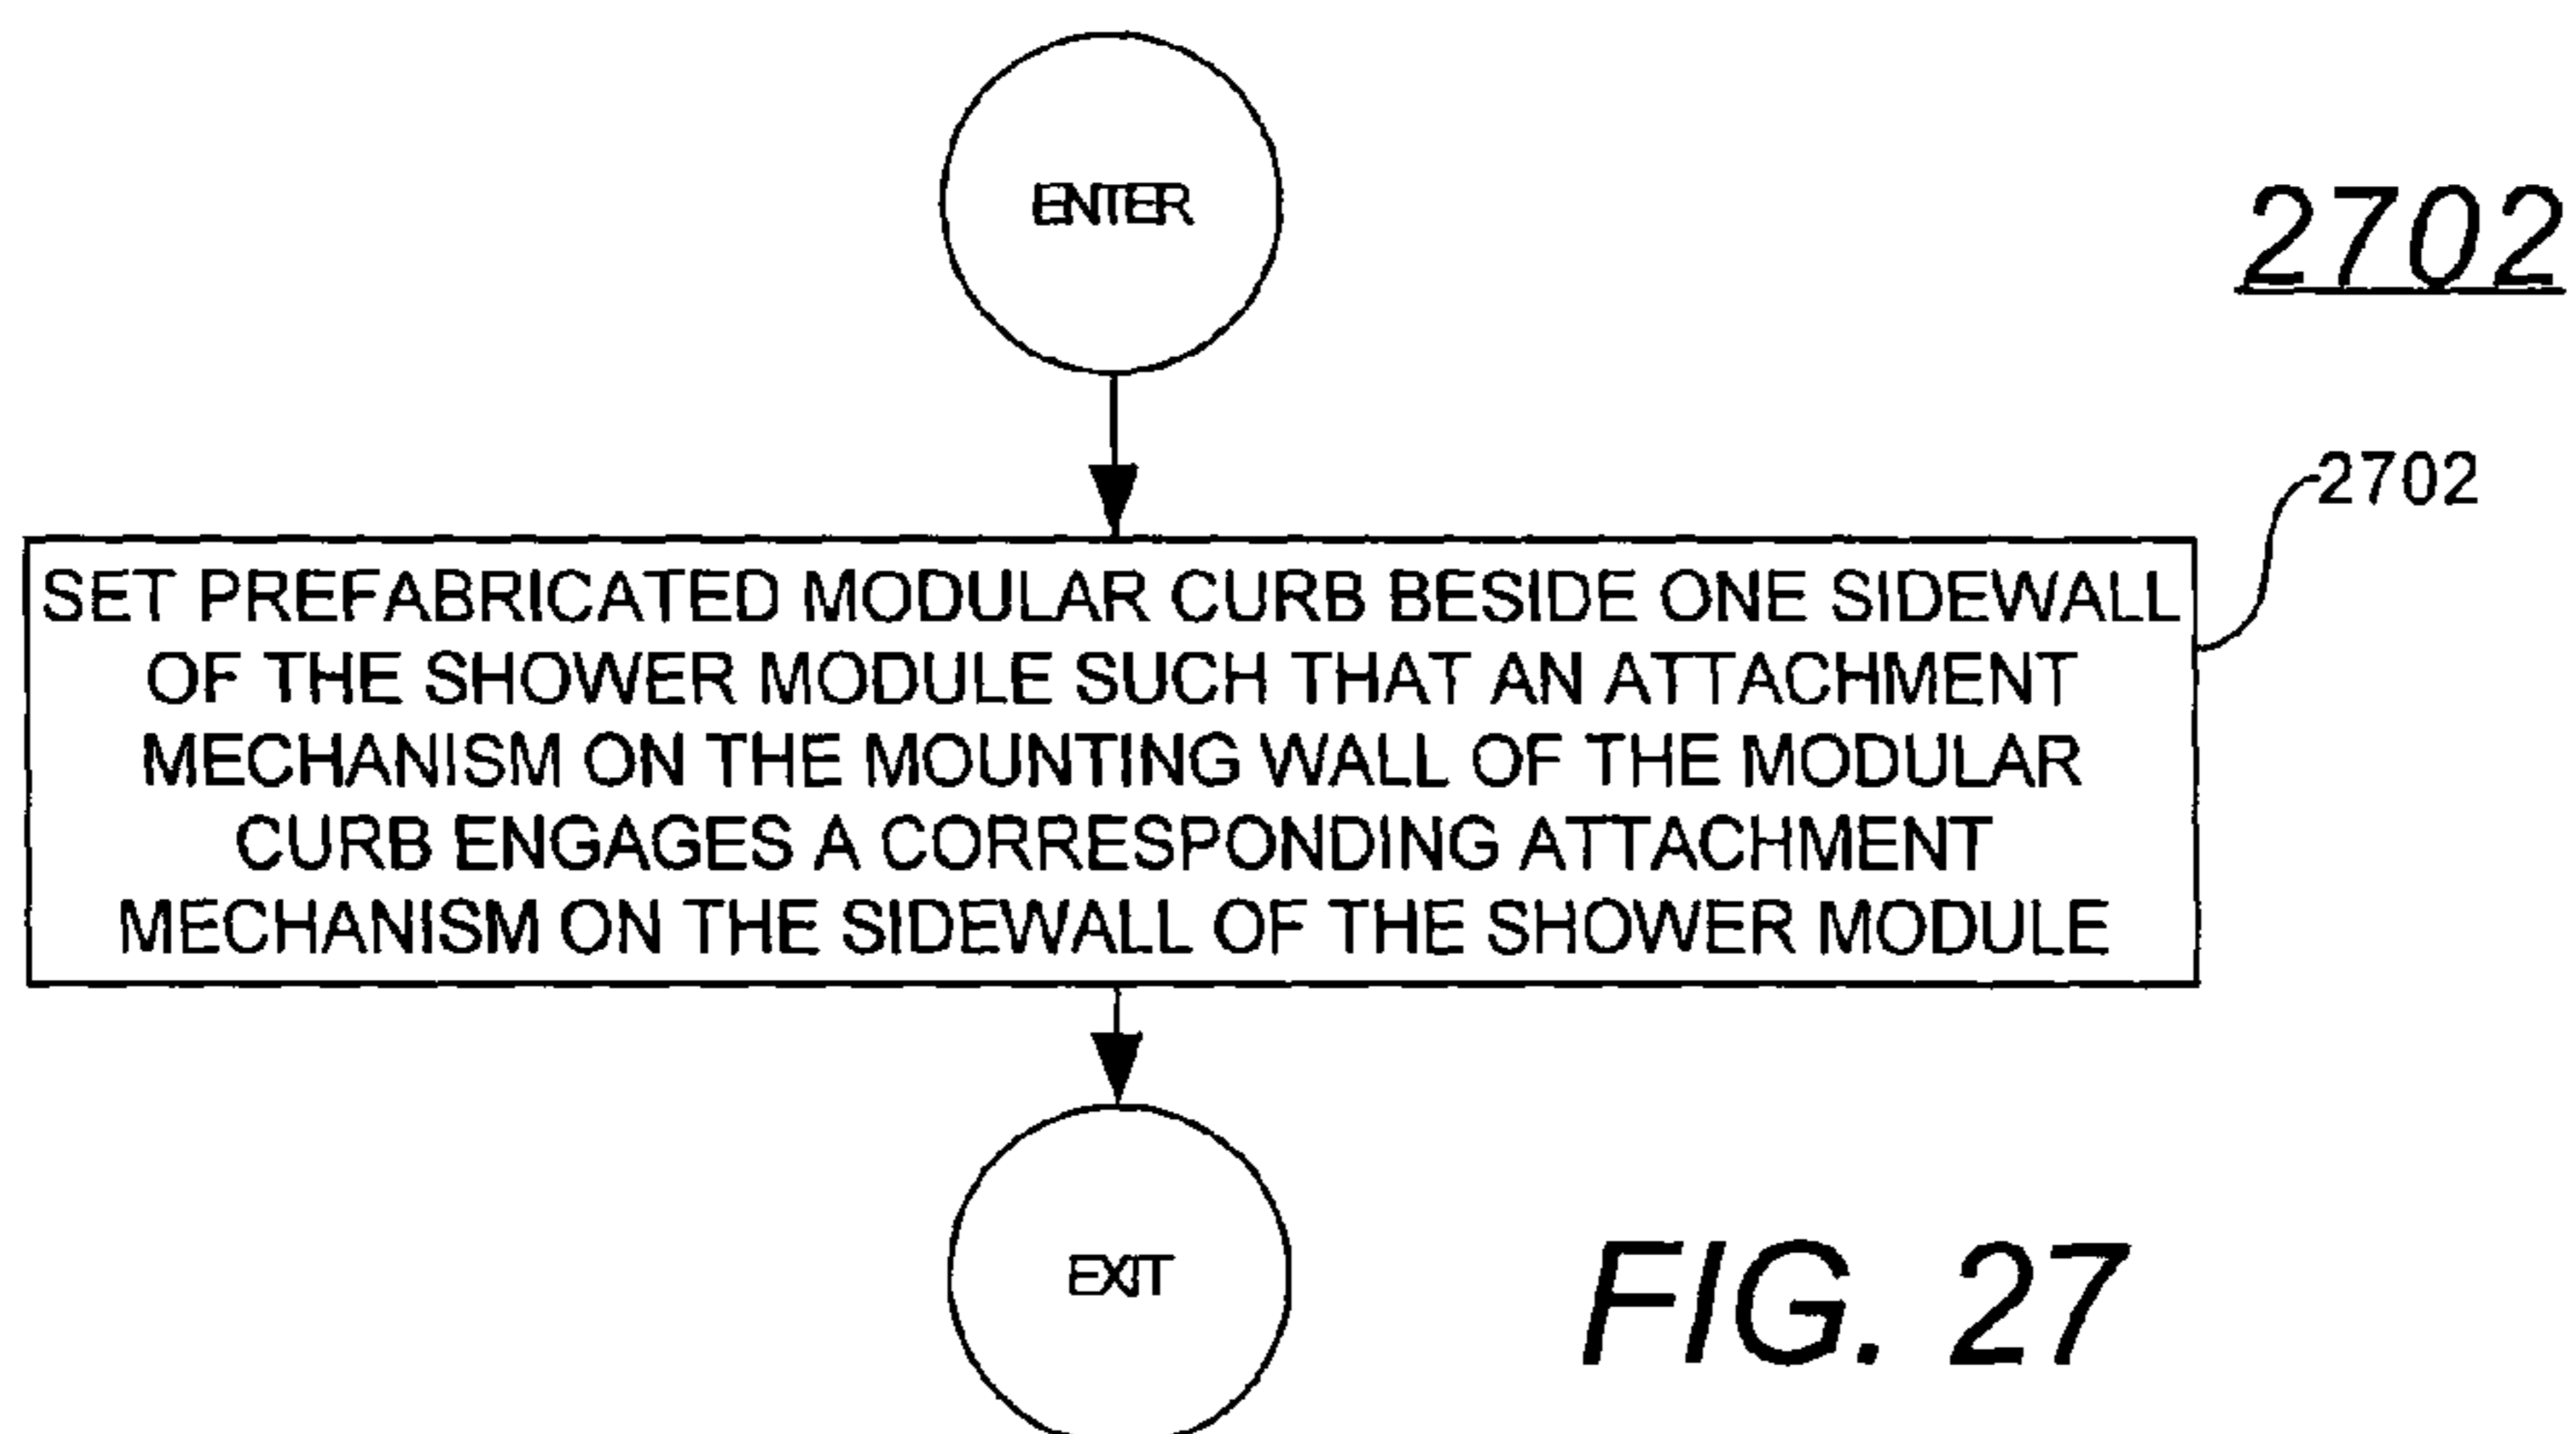 ENTER
2702
2702
SET PREFABRICATED MODULAR CURB BESIDE ONE SIDEWALL
OF THE SHOWER MODULE SUCH THAT AN ATTACHMENT
MECHANISM ON THE MOUNTING WALL OF THE MODULAR
CURB ENGAGES A CORRESPONDING ATTACHMENT
MECHANISM ON THE SIDEWALL OF THE SHOWER MODULE
EXIT
FIG. 27